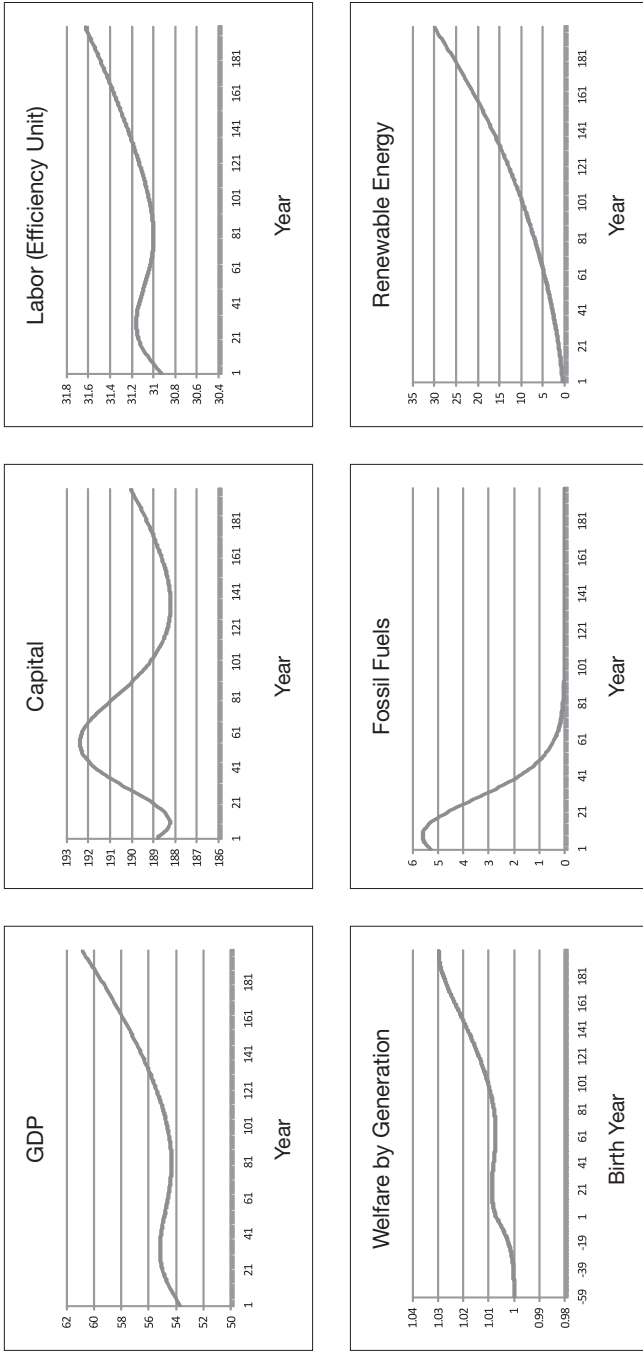 GDP
62
60
58
56
54
52
50
1 21 41 61 81 101 121 141 161 181
Year
Capital
193
192
191
190
189
188
187
186
1 21 41 61 81 101 121 141 161 181
Year
Labor (Efficiency Unit)
31.8
31.6
31.4
31.2
31
30.8
30.6
30.4
1 21 41 61 81 101 121 141 161 181
Year
Welfare by Generation
1.04
1.03
1.02
1.01
1
0.99
0.98
-59 -39 -19 1 21 41 61 81 101 121 141 161 181
Birth Year
Fossil Fuels
6
5
4
3
2
1
0
1 21 41 61 81 101 121 141 161 181
Year
Renewable Energy
35
30
25
20
15
10
5
0
1 21 41 61 81 101 121 141 161 181
Year